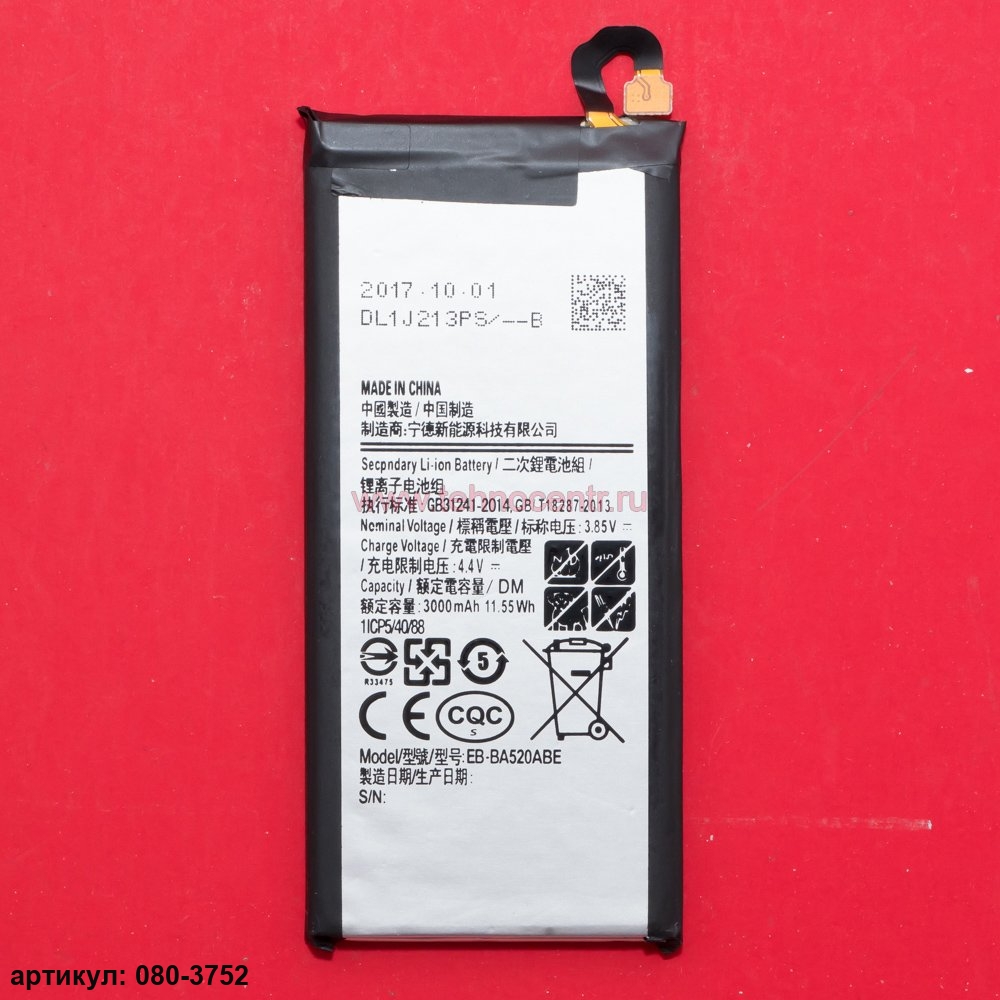 2017.10.01
DL1J213PS/--B
MADE IN CHINA
中國製造/中国制造
制造商:宁德新能源科技有限公司
Secpndary Li-ion Battery / 二次鋰電池組 /
锂离子电池组
www.tehnocentr.ru
执行标准: GB31241-2014, GB/T18287-2013
Nominal Voltage / 標稱電壓 / 标称电压: 3.85V ⎓
Charge Voltage / 充電限制電壓
/ 充电限制电压: 4.4V ⎓
Capacity / 額定電容量/ DM
额定容量: 3000mAh 11.55Wh
1ICP5/40/88
R33475
5
CE CQC
S
Model/型號/型号: EB-BA520ABE
製造日期/生产日期:
S/N:
артикул: 080-3752